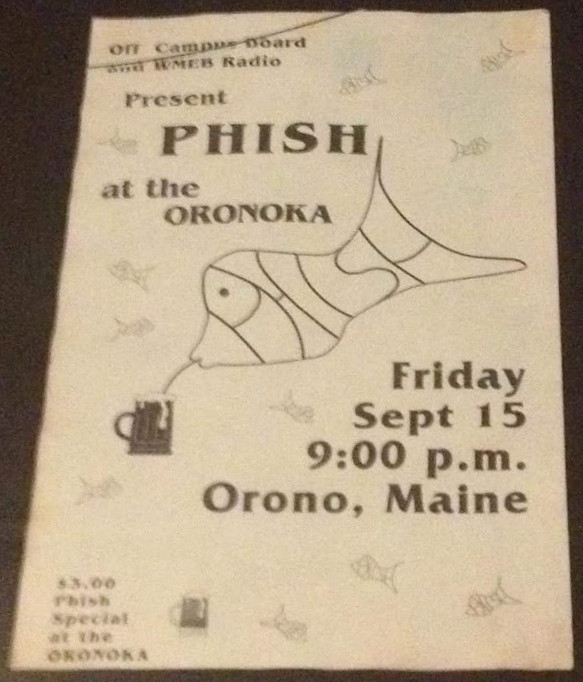 Off Campus Board
and WMEB Radio
Present
PHISH
at the
ORONOKA
Friday
Sept 15
9:00 p.m.
Orono, Maine
$3.00
Phish
Special
at the
ORONOKA